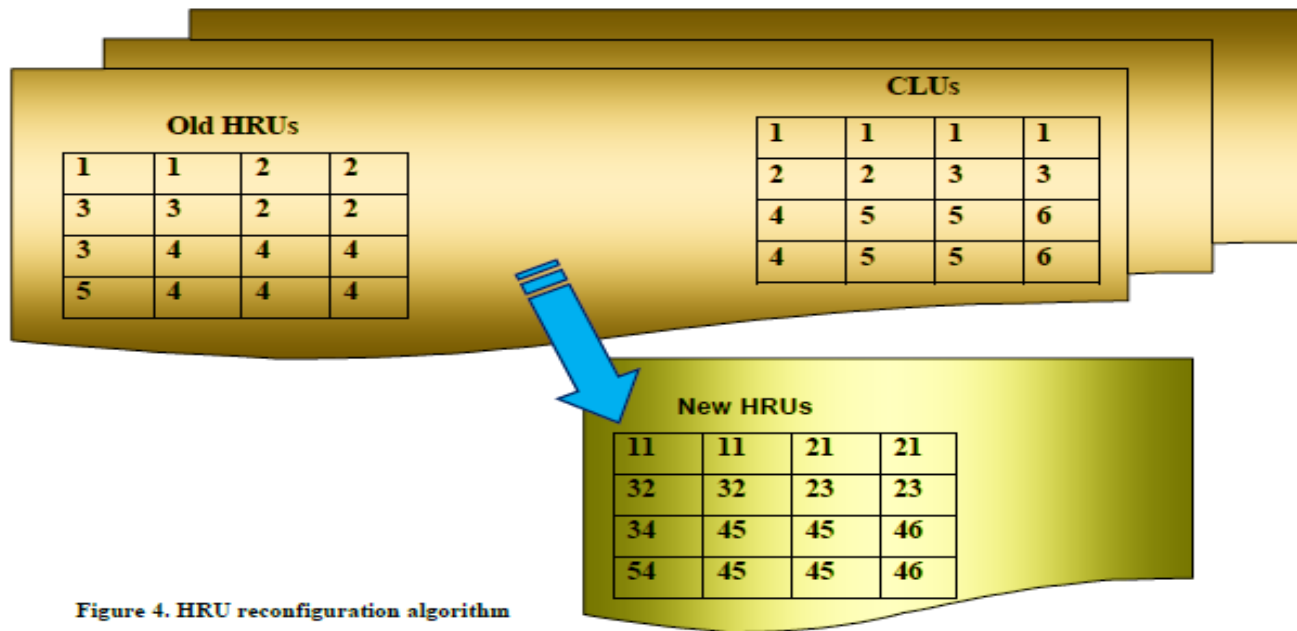 CLUs
Old HRUs
1 1 2 2
3 3 2 2
3 4 4 4
5 4 4 4
1 1 1 1
2 2 3 3
4 5 5 6
4 5 5 6
New HRUs
11 11 21 21
32 32 23 23
34 45 45 46
54 45 45 46
Figure 4. HRU reconfiguration algorithm